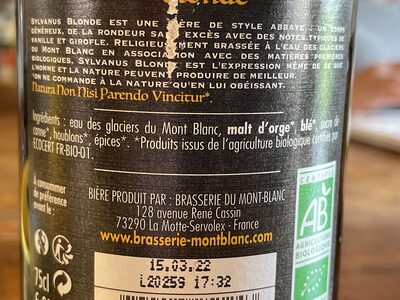 Blonde
Sylvanus Blonde est une bière de style abbaye : un corps
généreux, de la rondeur sans excès avec des notes typiques de
vanille et girofle. Religieusement brassée à l'eau des glaciers
du Mont Blanc en association avec des matières premières
biologiques, Sylvanus Blonde est l'expression même de ce que
l'homme et la nature peuvent produire de meilleur.
*On ne commande à la nature qu'en lui obéissant.
Natura Non Nisi Parendo Vincitur*.
Ingrédients : eau des glaciers du Mont Blanc, malt d'orge*, blé*, sucre de
canne*, houblons*, épices*. *Produits issus de l'agriculture biologique certifiés par
ECOCERT FR-BIO-01.
À consommer
de préférence
avant le :
BIÈRE PRODUITE PAR : BRASSERIE DU MONT-BLANC
128 avenue René Cassin
73290 La Motte-Servolex - France
www.brasserie-montblanc.com
75cl
15.03.22
L20259 17:32
CERTIFIÉ
AB
AGRICULTURE
BIOLOGIQUE